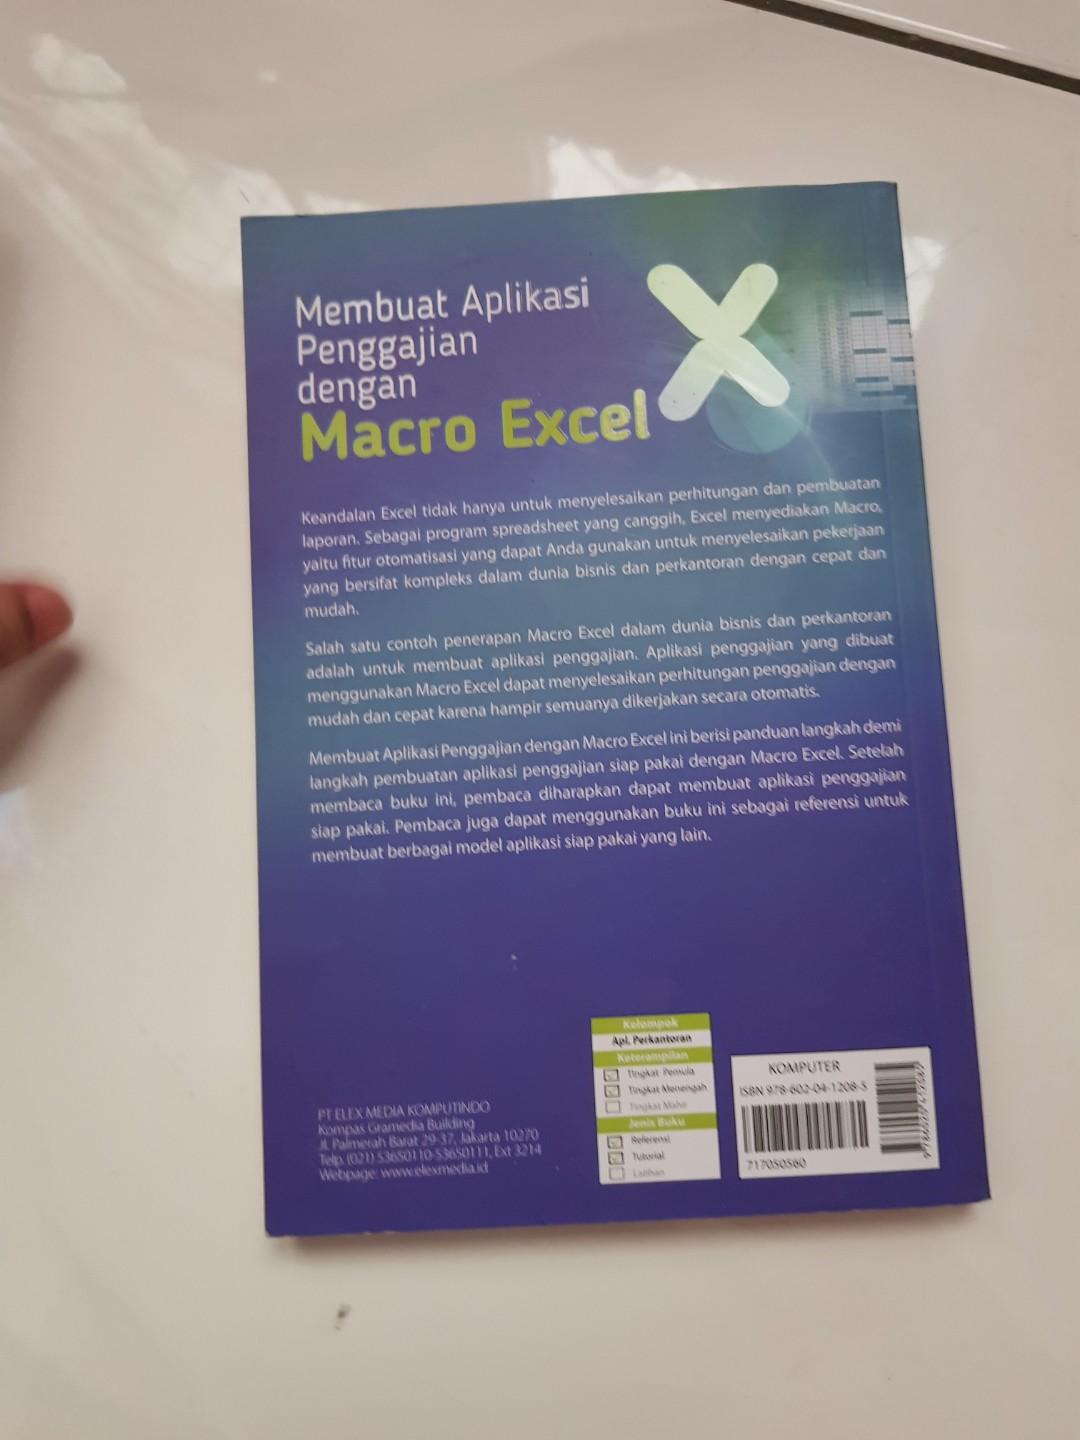 Membuat Aplikasi
Penggajian
dengan
Macro Excel
Keandalan Excel tidak hanya untuk menyelesaikan perhitungan dan pembuatan
laporan. Sebagai program spreadsheet yang canggih, Excel menyediakan Macro,
yaitu fitur otomatisasi yang dapat Anda gunakan untuk menyelesaikan pekerjaan
yang bersifat kompleks dalam dunia bisnis dan perkantoran dengan cepat dan
mudah.
Salah satu contoh penerapan Macro Excel dalam dunia bisnis dan perkantoran
adalah untuk membuat aplikasi penggajian. Aplikasi penggajian yang dibuat
menggunakan Macro Excel dapat menyelesaikan perhitungan penggajian dengan
mudah dan cepat karena hampir semuanya dikerjakan secara otomatis.
Membuat Aplikasi Penggajian dengan Macro Excel ini berisi panduan langkah demi
langkah pembuatan aplikasi penggajian siap pakai dengan Macro Excel. Setelah
membaca buku ini, pembaca diharapkan dapat membuat aplikasi penggajian
siap pakai. Pembaca juga dapat menggunakan buku ini sebagai referensi untuk
membuat berbagai model aplikasi siap pakai yang lain.
PT ELEX MEDIA KOMPUTINDO
Kompas Gramedia Building
Jl. Palmerah Barat 29-37, Jakarta 10270
Telp. (021) 53650110-53650111, Ext 3214
Webpage: www.elexmedia.id
Kelompok
Apl. Perkantoran
Keterampilan
Tingkat Pemula
Tingkat Menengah
Tingkat Mahir
Jenis Buku
Referensi
Tutorial
Latihan
KOMPUTER
ISBN 978-602-04-1208-5
717050560